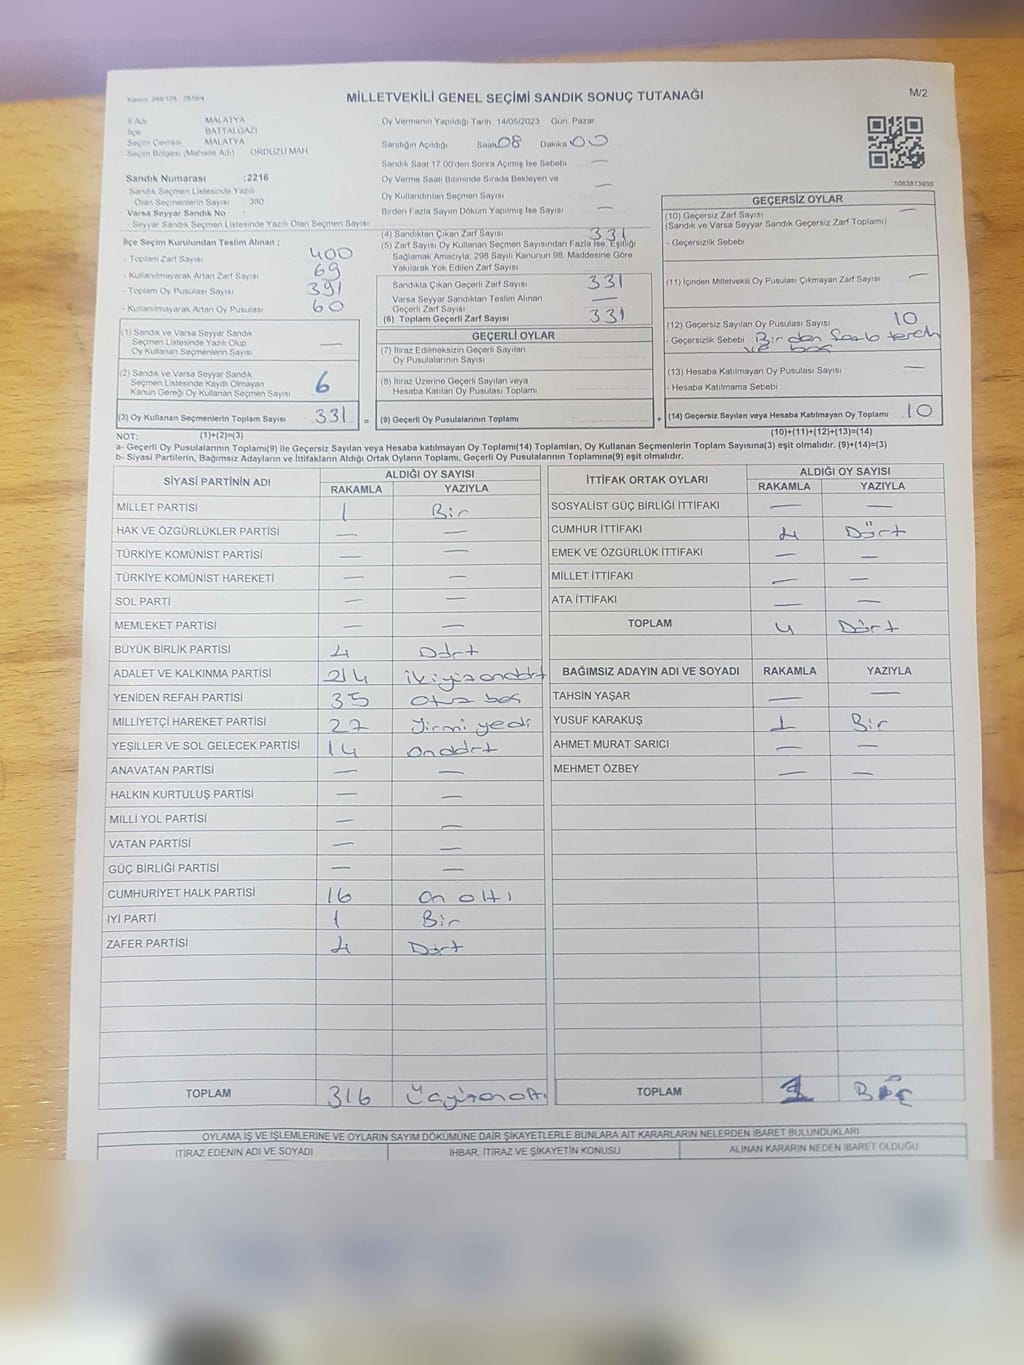 Kanun: 298/105 , 2839/4
MİLLETVEKİLİ GENEL SEÇİMİ SANDIK SONUÇ TUTANAĞI
M/2
İl Adı MALATYA
İlçe BATTALGAZİ
Seçim Çevresi MALATYA
Seçim Bölgesi (Mahalle Adı) ORDUZU MAH.
Sandık Numarası :2216
- Sandık Seçmen Listesinde Yazılı
Olan Seçmenlerin Sayısı 380
Varsa Seyyar Sandık No :
- Seyyar Sandık Seçmen Listesinde Yazılı Olan Seçmen Sayısı
Oy Vermenin Yapıldığı Tarih 14/05/2023 Gün: Pazar
Sandığın Açıldığı Saat: 08 Dakika: 00
Sandık Saat 17.00'den Sonra Açımış İse Sebebi —
Oy Verme Saati Bitiminde Sırada Bekleyen ve
Oy Kullandırılan Seçmen Sayısı —
Birden Fazla Sayım Döküm Yapılmış İse Sayısı —
1083813930
İlçe Seçim Kurulundan Teslim Alınan ;
- Toplam Zarf Sayısı 400
- Kullanılmayarak Artan Zarf Sayısı 69
- Toplam Oy Pusulası Sayısı 391
- Kullanılmayarak Artan Oy Pusulası 60
(4) Sandıktan Çıkan Zarf Sayısı 331
(5) Zarf Sayısı Oy Kullanan Seçmen Sayısından Fazla İse, Eşitliği
Sağlamak Amacıyla, 298 Sayılı Kanunun 98. Maddesine Göre
Yakılarak Yok Edilen Zarf Sayısı
Sandıkta Çıkan Geçerli Zarf Sayısı 331
Varsa Seyyar Sandıktan Teslim Alınan
Geçerli Zarf Sayısı —
(6) Toplam Geçerli Zarf Sayısı 331
GEÇERSİZ OYLAR
(10) Geçersiz Zarf Sayısı —
(Sandık ve Varsa Seyyar Sandık Geçersiz Zarf Toplamı)
- Geçersizlik Sebebi
(11) İçinden Milletvekili Oy Pusulası Çıkmayan Zarf Sayısı —
(12) Geçersiz Sayılan Oy Pusulası Sayısı 10
- Geçersizlik Sebebi : Birden fazla terch
ve boş
(13) Hesaba Katılmayan Oy Pusulası Sayısı —
- Hesaba Katılmama Sebebi :
(14) Geçersiz Sayılan veya Hesaba Katılmayan Oy Toplamı 10
(10)+(11)+(12)+(13)=(14)
(1) Sandık ve Varsa Seyyar Sandık
Seçmen Listesinde Yazılı Olup
Oy Kullanan Seçmenlerin Sayısı —
(2) Sandık ve Varsa Seyyar Sandık
Seçmen Listesinde Kayıtlı Olmayan
Kanun Gereği Oy Kullanan Seçmen Sayısı 6
(3) Oy Kullanan Seçmenlerin Toplam Sayısı 331 =
(1)+(2)=(3)
GEÇERLİ OYLAR
(7) İtiraz Edilmeksizin Geçerli Sayılan
Oy Pusulalarının Sayısı
(8) İtiraz Üzerine Geçerli Sayılan veya
Hesaba Katılan Oy Pusulası Toplamı
(9) Geçerli Oy Pusulalarının Toplamı +
NOT:
a- Geçerli Oy Pusulalarının Toplamı(9) ile Geçersiz Sayılan veya Hesaba katılmayan Oy Toplamı(14) Toplamları, Oy Kullanan Seçmenlerin Toplam Sayısına(3) eşit olmalıdır. (9)+(14)=(3)
b- Siyasi Partilerin, Bağımsız Adayların ve İttifakların Aldığı Ortak Oyların Toplamı, Geçerli Oy Pusulalarının Toplamına(9) eşit olmalıdır.
SİYASİ PARTİNİN ADI ALDIĞI OY SAYISI
RAKAMLA YAZIYLA
MİLLET PARTİSİ 1 Bir
HAK VE ÖZGÜRLÜKLER PARTİSİ — —
TÜRKİYE KOMÜNİST PARTİSİ — —
TÜRKİYE KOMÜNİST HAREKETİ — —
SOL PARTİ — —
MEMLEKET PARTİSİ — —
BÜYÜK BİRLİK PARTİSİ 4 Dört
ADALET VE KALKINMA PARTİSİ 214 ikiyüzondört
YENİDEN REFAH PARTİSİ 35 Otuz beş
MİLLİYETÇİ HAREKET PARTİSİ 27 Yirmi yedi
YEŞİLLER VE SOL GELECEK PARTİSİ 14 ondört
ANAVATAN PARTİSİ — —
HALKIN KURTULUŞ PARTİSİ — —
MİLLİ YOL PARTİSİ — —
VATAN PARTİSİ — —
GÜÇ BİRLİĞİ PARTİSİ — —
CUMHURİYET HALK PARTİSİ 16 On altı
İYİ PARTİ 1 Bir
ZAFER PARTİSİ 4 Dört
TOPLAM 316 Üçyüzonaltı
İTTİFAK ORTAK OYLARI ALDIĞI OY SAYISI
RAKAMLA YAZIYLA
SOSYALİST GÜÇ BİRLİĞİ İTTİFAKI — —
CUMHUR İTTİFAKI 4 Dört
EMEK VE ÖZGÜRLÜK İTTİFAKI — —
MİLLET İTTİFAKI — —
ATA İTTİFAKI — —
TOPLAM 4 Dört
BAĞIMSIZ ADAYIN ADI VE SOYADI RAKAMLA YAZIYLA
TAHSİN YAŞAR — —
YUSUF KARAKUŞ 1 Bir
AHMET MURAT SARICI — —
MEHMET ÖZBEY — —
TOPLAM 1
OYLAMA İŞ VE İŞLEMLERİNE VE OYLARIN SAYIM DÖKÜMÜNE DAİR ŞİKAYETLERLE BUNLARA AİT KARARLARIN NELERDEN İBARET BULUNDUKLARI
İTİRAZ EDENİN ADI VE SOYADI İHBAR, İTİRAZ VE ŞİKAYETİN KONUSU ALINAN KARARIN NEDEN İBARET OLDUĞU